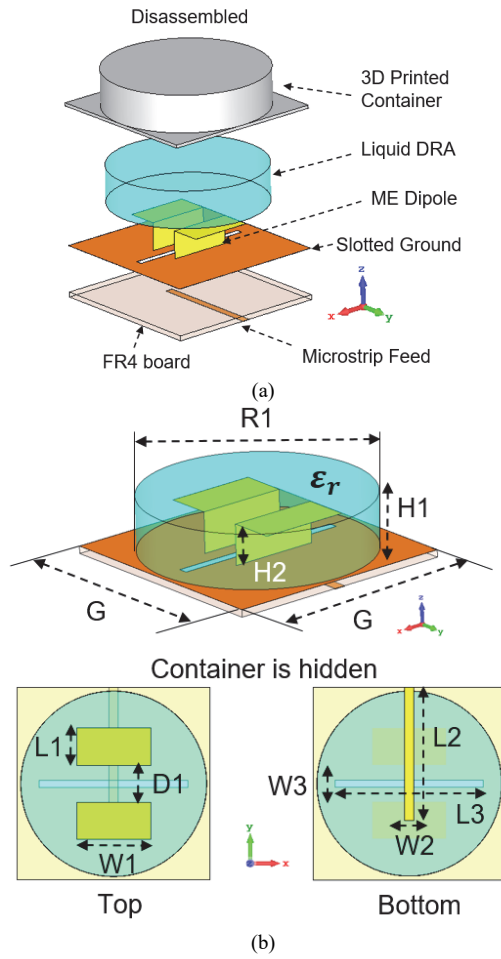 Disassembled
3D Printed
Container
Liquid DRA
ME Dipole
Slotted Ground
z
x
y
FR4 board
Microstrip Feed
(a)
R1
εr
H1
H2
G
G
z
x
y
Container is hidden
L1
D1
W1
y
x
L2
W3
L3
W2
Top
Bottom
(b)